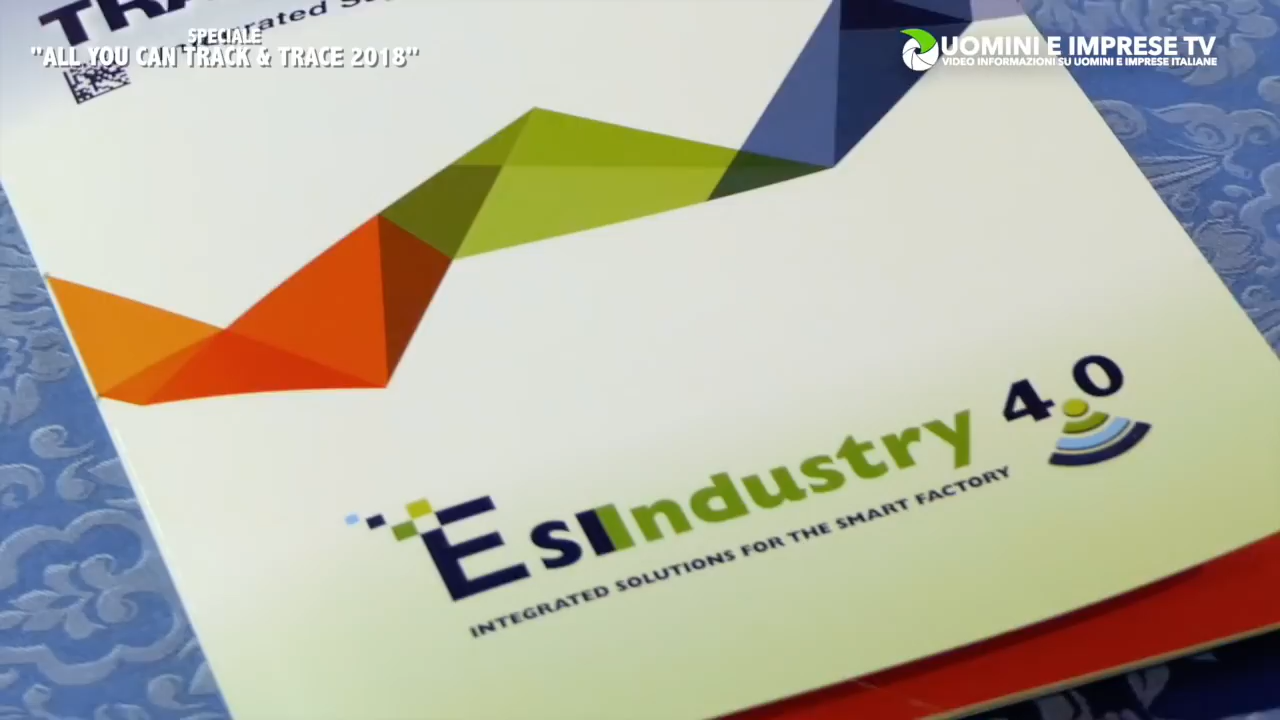 SPECIALE
"ALL YOU CAN TRACK & TRACE 2018"
UOMINI E IMPRESE TV
VIDEO INFORMAZIONI SU UOMINI E IMPRESE ITALIANE
EsiIndustry 4.0
INTEGRATED SOLUTIONS FOR THE SMART FACTORY